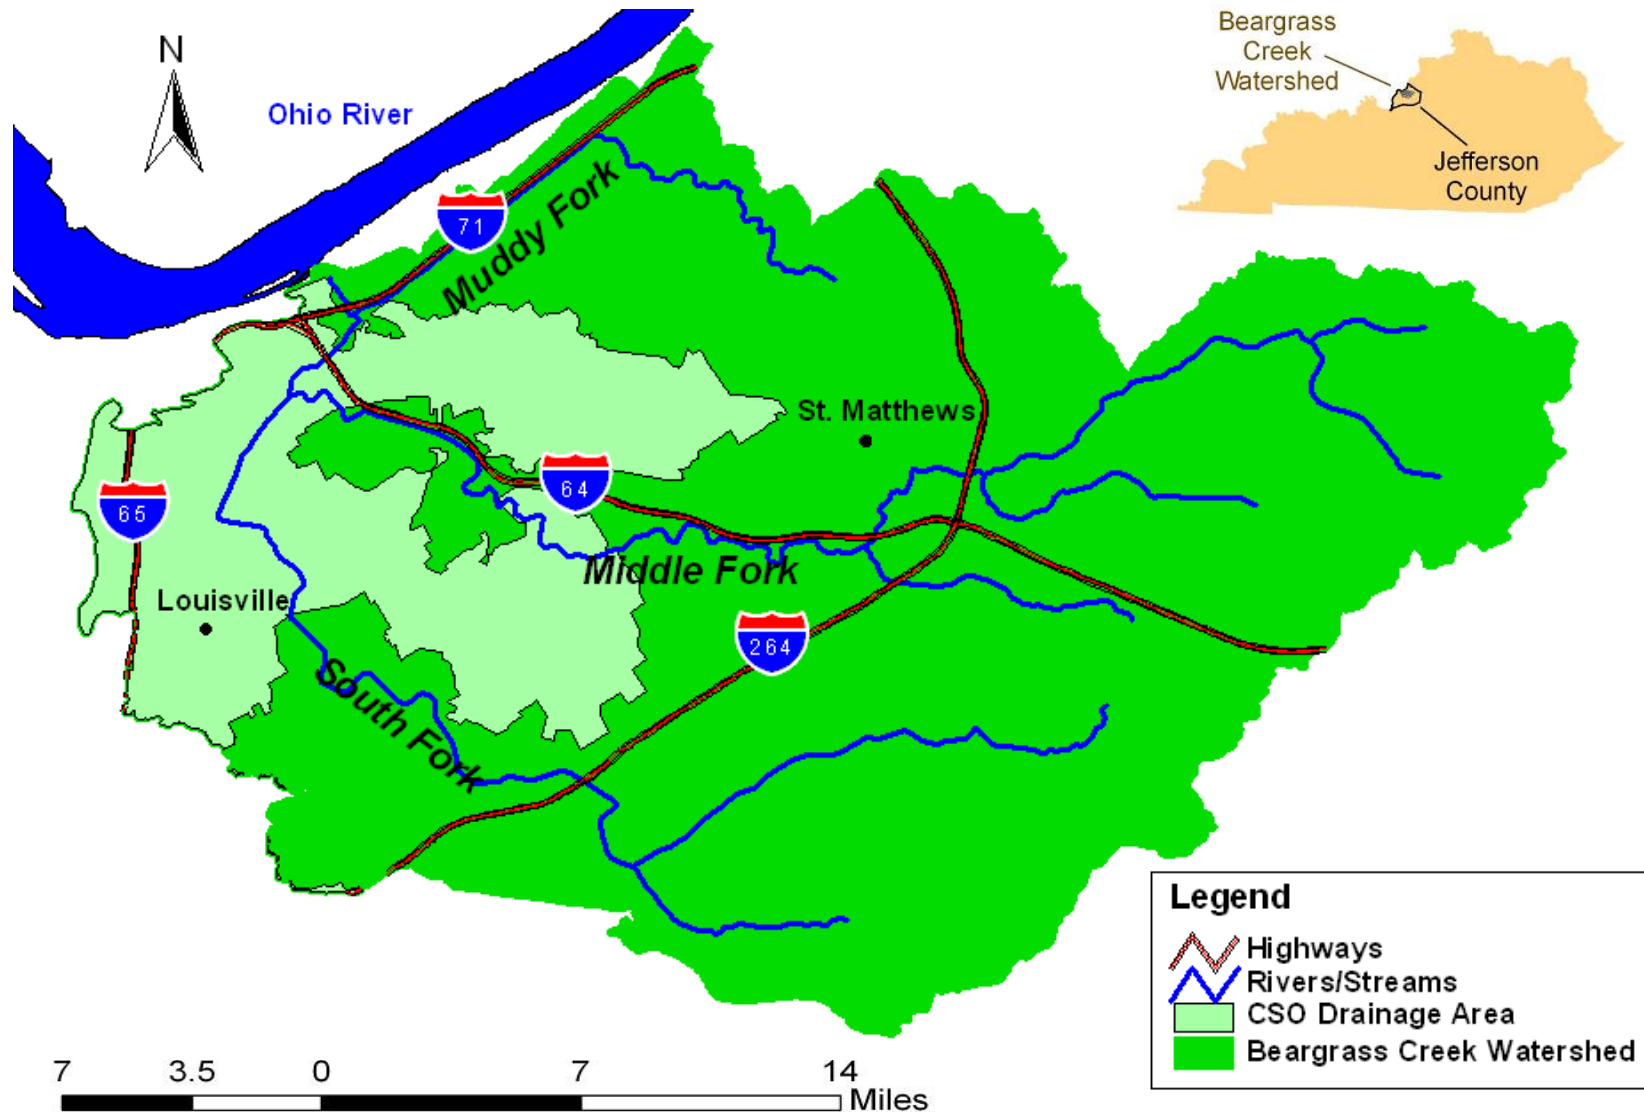 N
Ohio River
Beargrass
Creek
Watershed
Jefferson
County
71
Muddy Fork
St. Matthews
64
65
Middle Fork
Louisville
264
South Fork
Legend
Highways
Rivers/Streams
CSO Drainage Area
Beargrass Creek Watershed
7 3.5 0 7 14
Miles